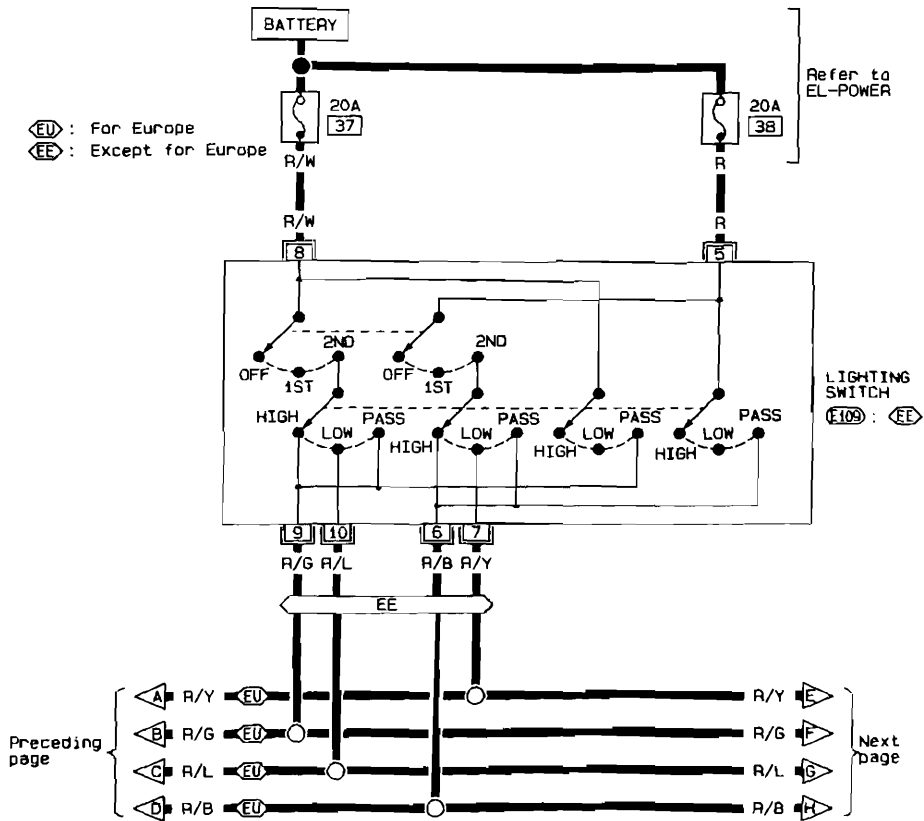 BATTERY
Refer to
EL-POWER
20A
37
20A
38
EU : For Europe
EE : Except for Europe
R/W
R
R/W
R
8
5
2ND
2ND
OFF
1ST
OFF
1ST
LIGHTING
SWITCH
E109 : EE
HIGH
LOW
PASS
HIGH
LOW
PASS
HIGH
LOW
PASS
HIGH
LOW
PASS
9
10
6
7
R/G
R/L
R/B
R/Y
EE
A R/Y EU R/Y E
B R/G EU R/G F
Preceding
page
Next
page
C R/L EU R/L G
D R/B EU R/B H